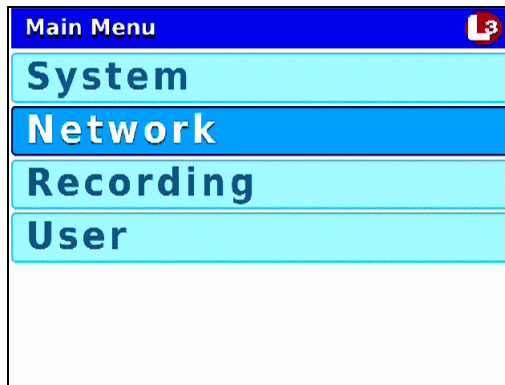 Main Menu
L3
System
Network
Recording
User